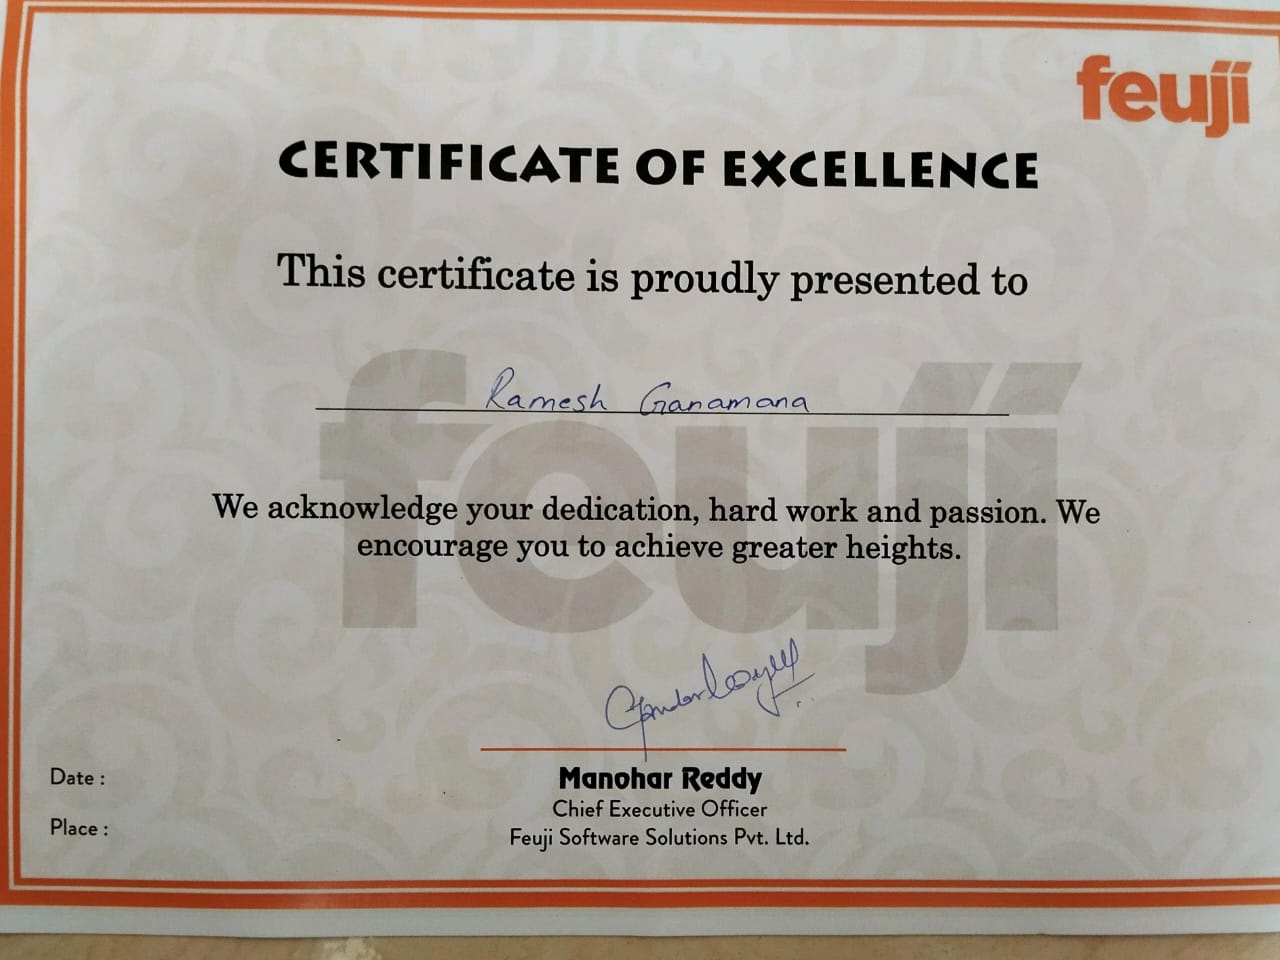 feuji
CERTIFICATE OF EXCELLENCE
This certificate is proudly presented to
Ramesh Ganamana
feuji
We acknowledge your dedication, hard work and passion. We
encourage you to achieve greater heights.
Manohar Reddy
Chief Executive Officer
Feuji Software Solutions Pvt. Ltd.
Date :
Place :